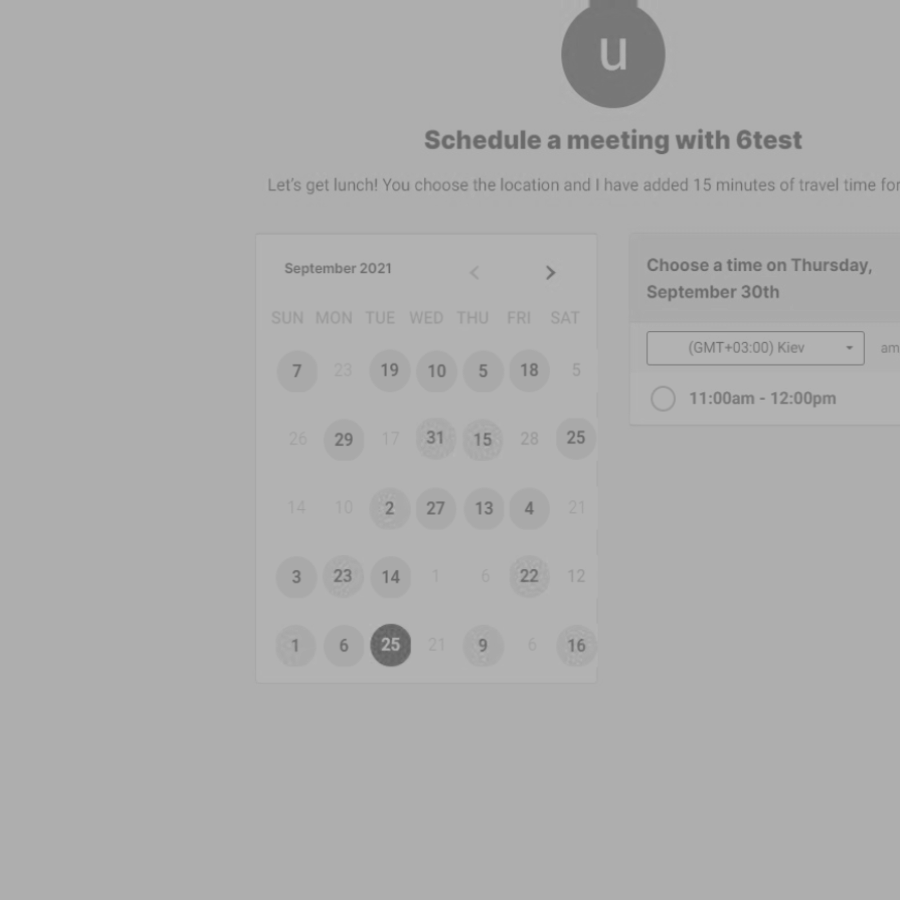 u
Schedule a meeting with 6test
Let's get lunch! You choose the location and I have added 15 minutes of travel time for
September 2021
SUN MON TUE WED THU FRI SAT
7 23 19 10 5 18 5
26 29 17 31 15 28 25
14 10 2 27 13 4 21
3 23 14 1 6 22 12
1 6 25 21 9 6 16
Choose a time on Thursday,
September 30th
(GMT+03:00) Kiev am
11:00am - 12:00pm